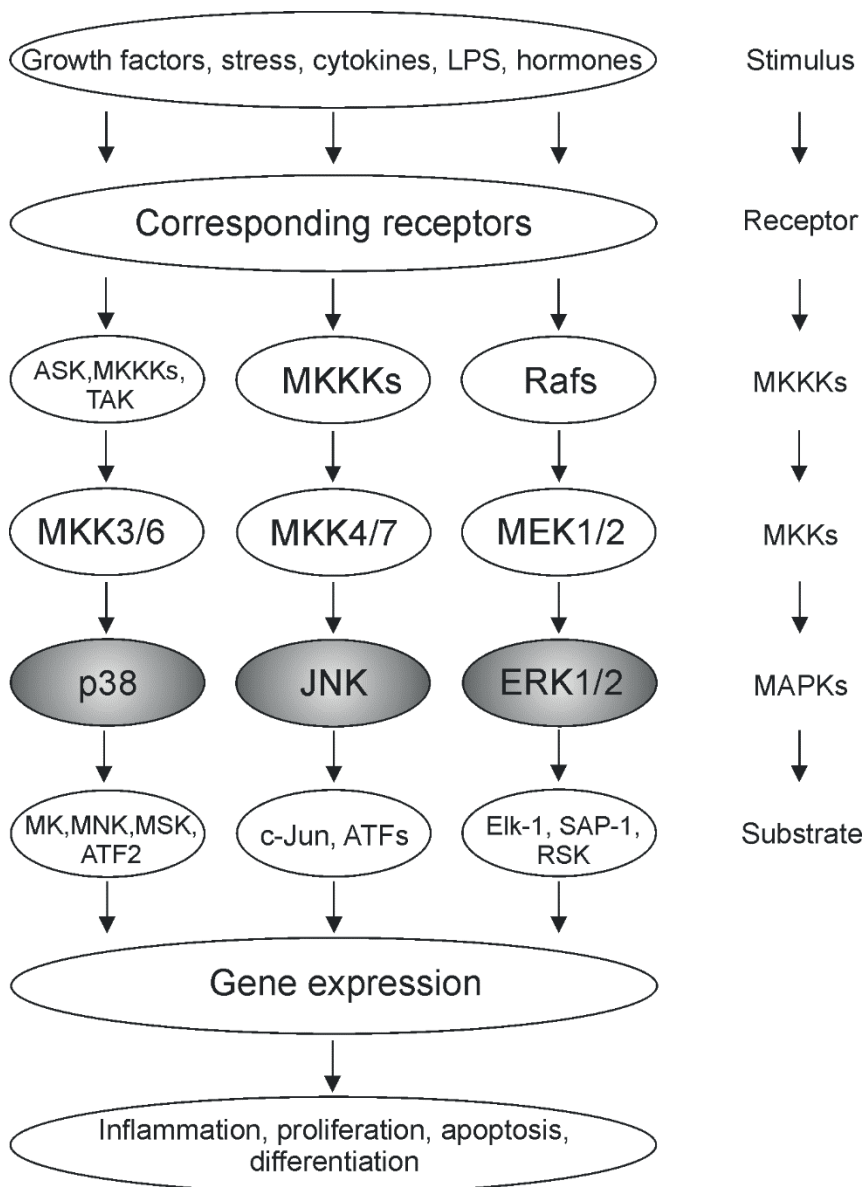 Growth factors, stress, cytokines, LPS, hormones
Stimulus
Corresponding receptors
Receptor
ASK,MKKKs,
TAK
MKKKs
Rafs
MKKKs
MKK3/6
MKK4/7
MEK1/2
MKKs
p38
JNK
ERK1/2
MAPKs
MK,MNK,MSK,
ATF2
c-Jun, ATFs
Elk-1, SAP-1,
RSK
Substrate
Gene expression
Inflammation, proliferation, apoptosis,
differentiation